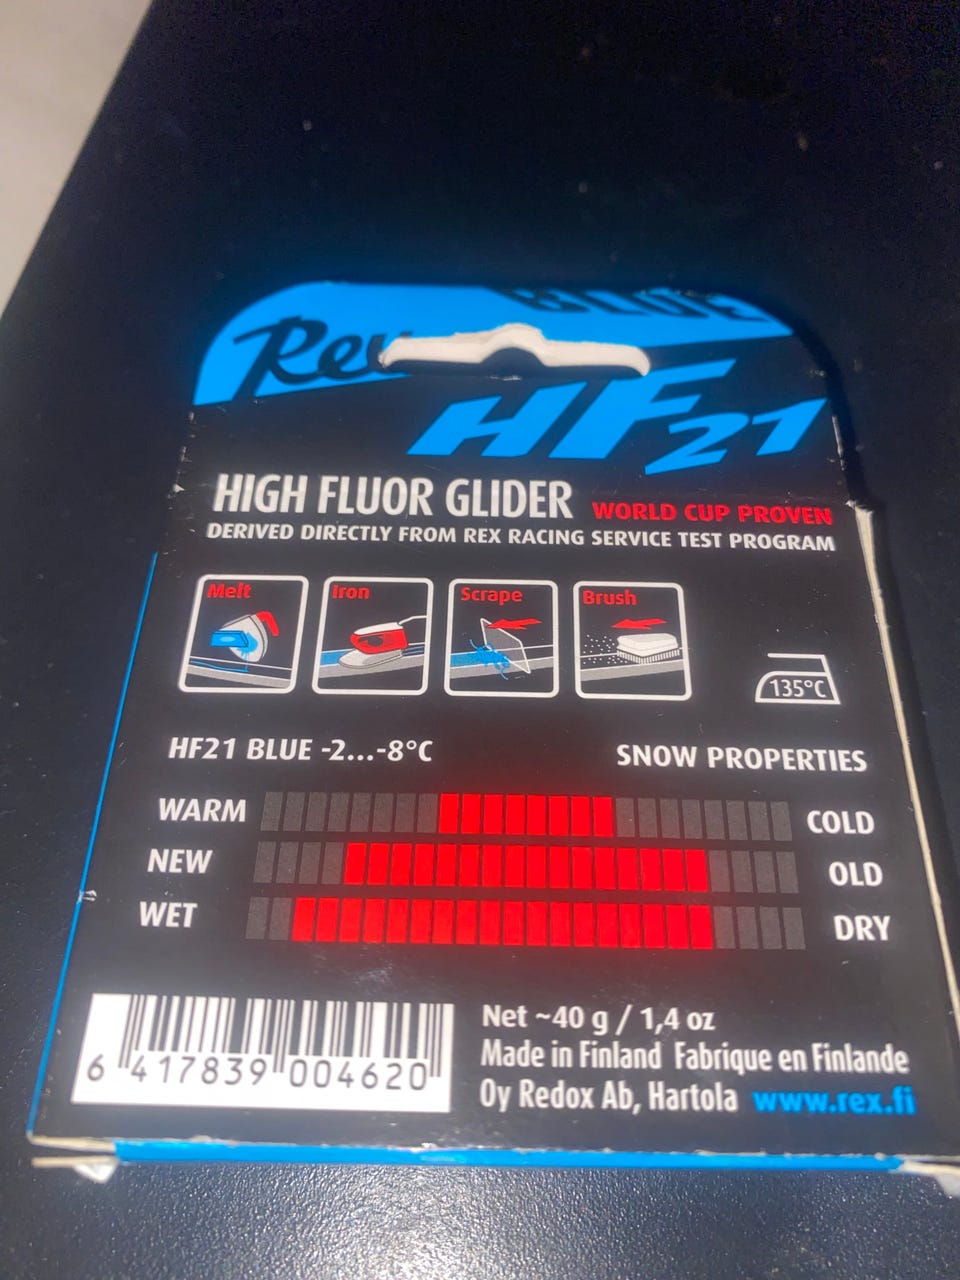 BLUE
Rex
HF21
HIGH FLUOR GLIDER WORLD CUP PROVEN
DERIVED DIRECTLY FROM REX RACING SERVICE TEST PROGRAM
Melt Iron Scrape Brush
135°C
HF21 BLUE -2...-8°C SNOW PROPERTIES
WARM COLD
NEW OLD
WET DRY
Net ~40 g / 1,4 oz
Made in Finland Fabrique en Finlande
Oy Redox Ab, Hartola www.rex.fi
6 417839 004620